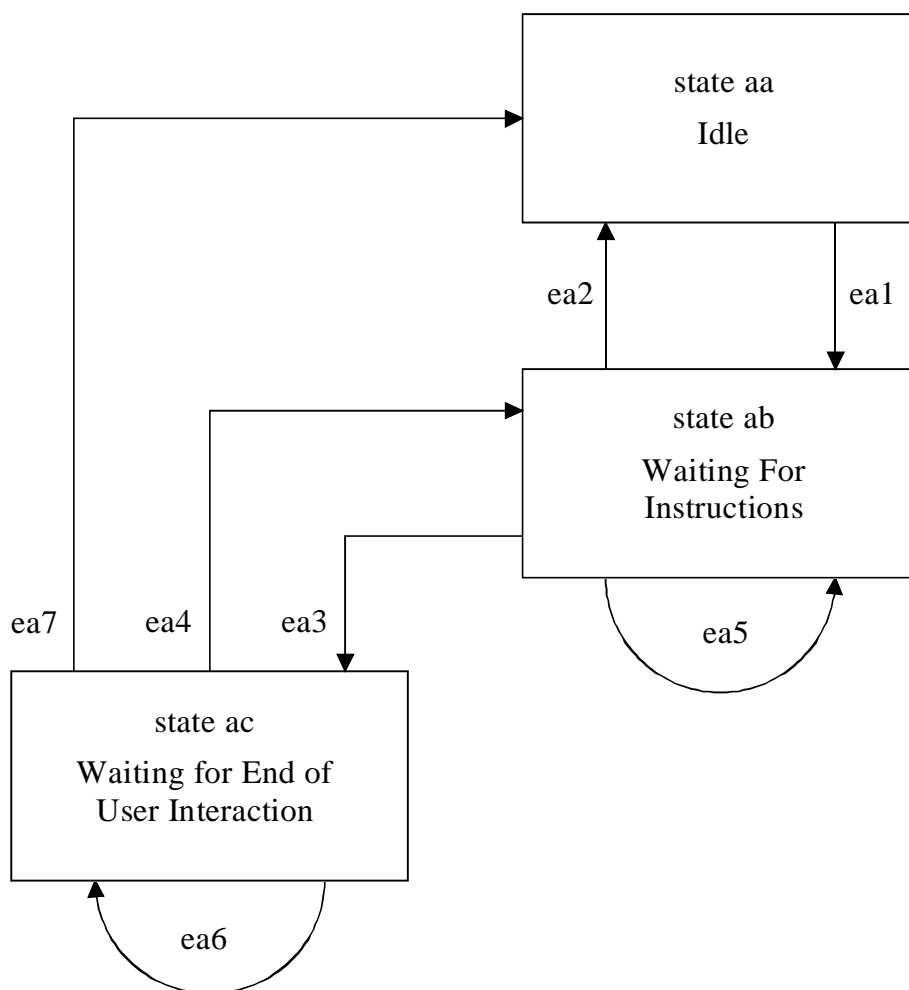 state aa
Idle
ea2
ea1
state ab
Waiting For
Instructions
ea7
ea4
ea3
ea5
state ac
Waiting for End of
User Interaction
ea6